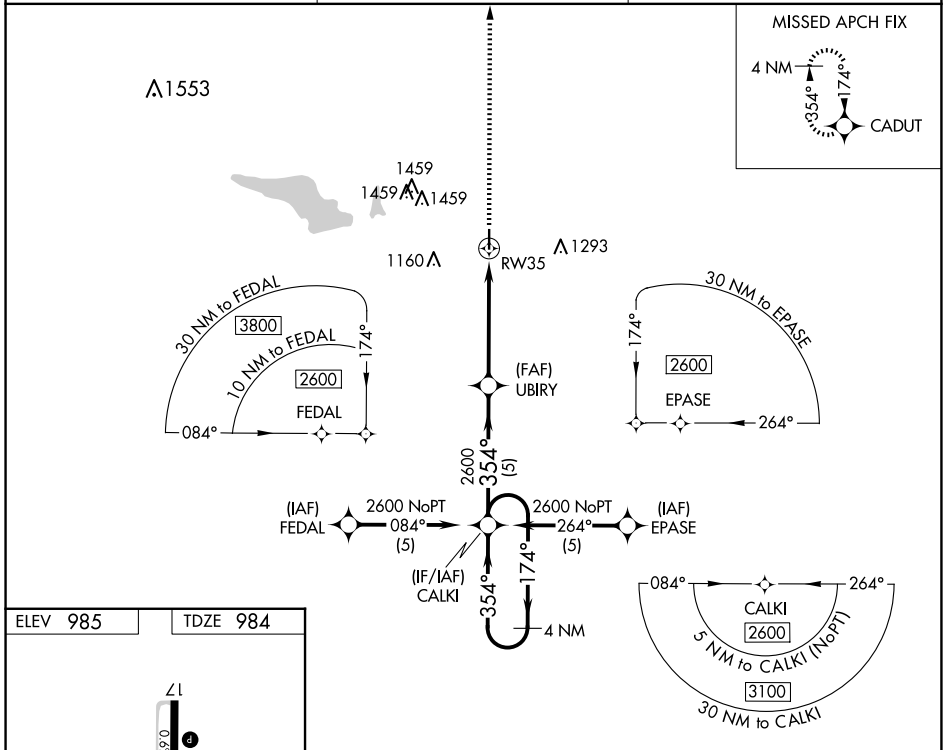 MISSED APCH FIX
4 NM
354°
174°
CADUT
1553
1459
1459
1459
1160
RW35
1293
30 NM to FEDAL
3800
10 NM to FEDAL
2600
FEDAL
174°
084°
(FAF)
UBIRY
30 NM to EPASE
174°
2600
EPASE
264°
2600
354°
(5)
(IAF)
FEDAL
2600 NoPT
084°
(5)
2600 NoPT
264°
(5)
(IAF)
EPASE
(IF/IAF)
CALKI
354°
174°
4 NM
084°
264°
CALKI
2600
5 NM to CALKI (NoPT)
3100
30 NM to CALKI
ELEV 985
TDZE 984
17
P